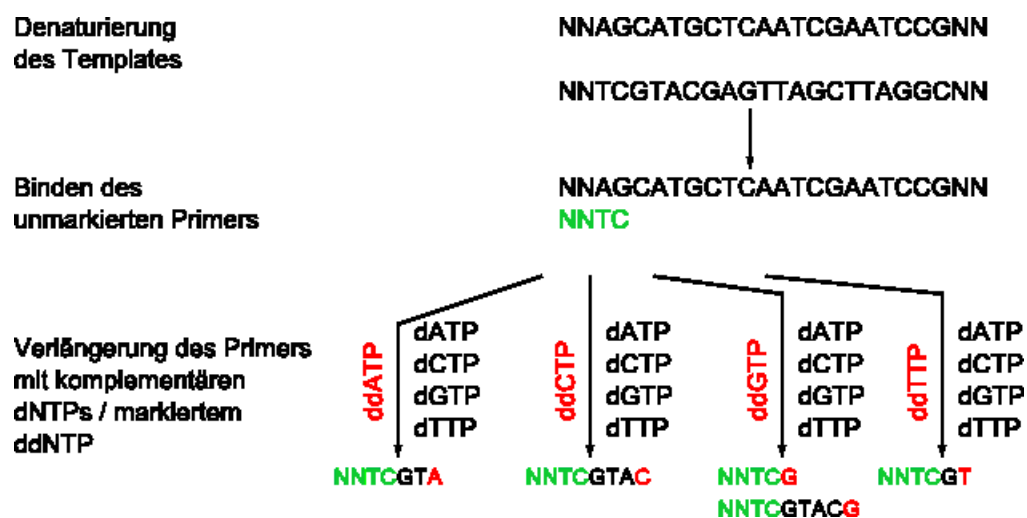 Denaturierung
des Templates
NNAGCATGCTCAATCGAATCCGNN
NNTCGTACGAGTTAGCTTAGGCNN
Binden des
unmarkierten Primers
NNAGCATGCTCAATCGAATCCGNN
NNTC
Verlängerung des Primers
mit komplementären
dNTPs / markiertem
ddNTP
ddATP
dATP
dCTP
dGTP
dTTP
ddCTP
dATP
dCTP
dGTP
dTTP
ddGTP
dATP
dCTP
dGTP
dTTP
ddTTP
dATP
dCTP
dGTP
dTTP
NNTCGTA
NNTCGTAC
NNTCG
NNTCGTACG
NNTCGT